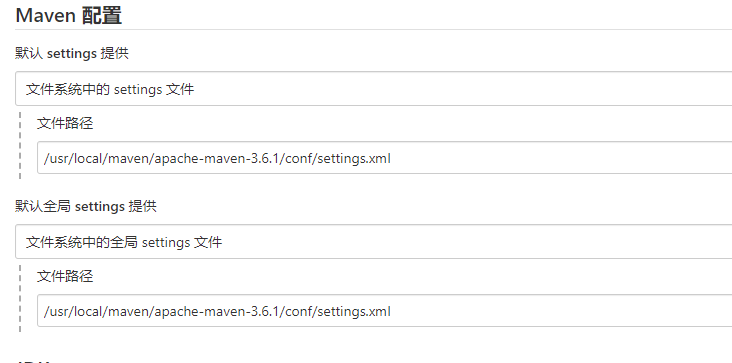 Maven 配置
默认 settings 提供
文件系统中的 settings 文件
文件路径
/usr/local/maven/apache-maven-3.6.1/conf/settings.xml
默认全局 settings 提供
文件系统中的全局 settings 文件
文件路径
/usr/local/maven/apache-maven-3.6.1/conf/settings.xml